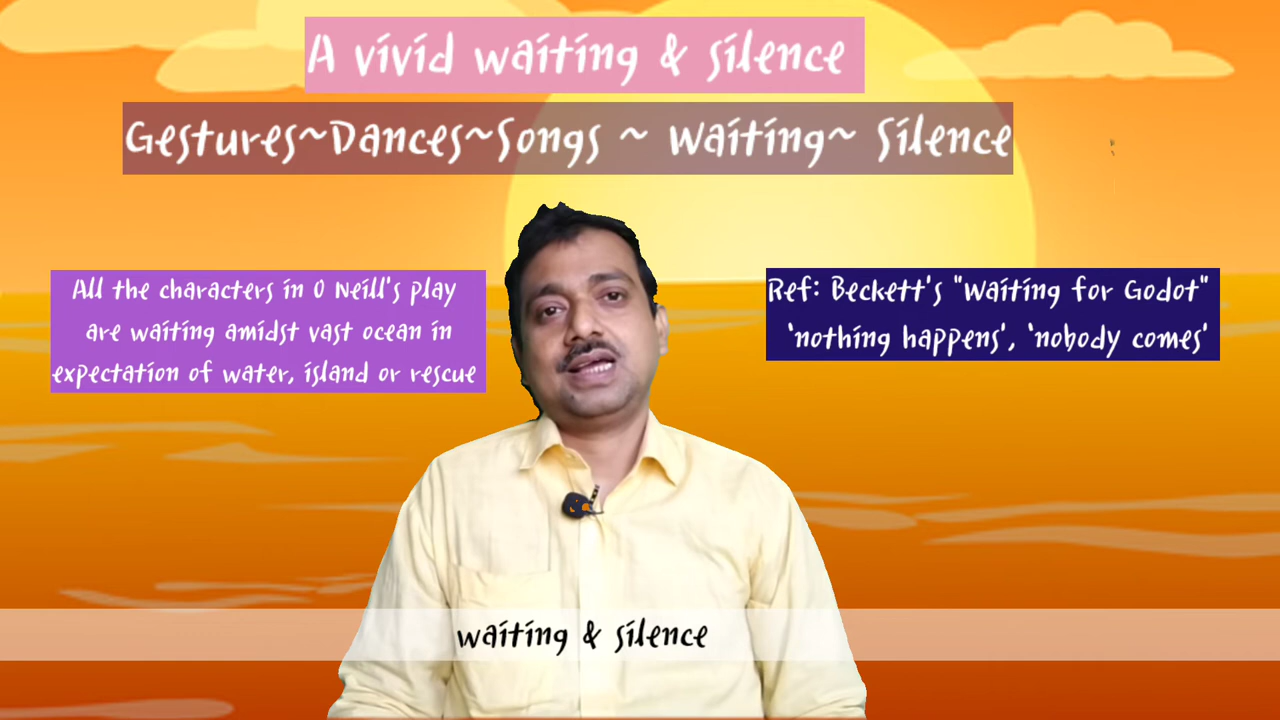 A vivid waiting & silence
Gestures~Dances~Songs ~ Waiting~ Silence
All the characters in O Neill's play
are waiting amidst vast ocean in
expectation of water, island or rescue
Ref: Beckett's "Waiting for Godot"
'nothing happens', 'nobody comes'
waiting & silence